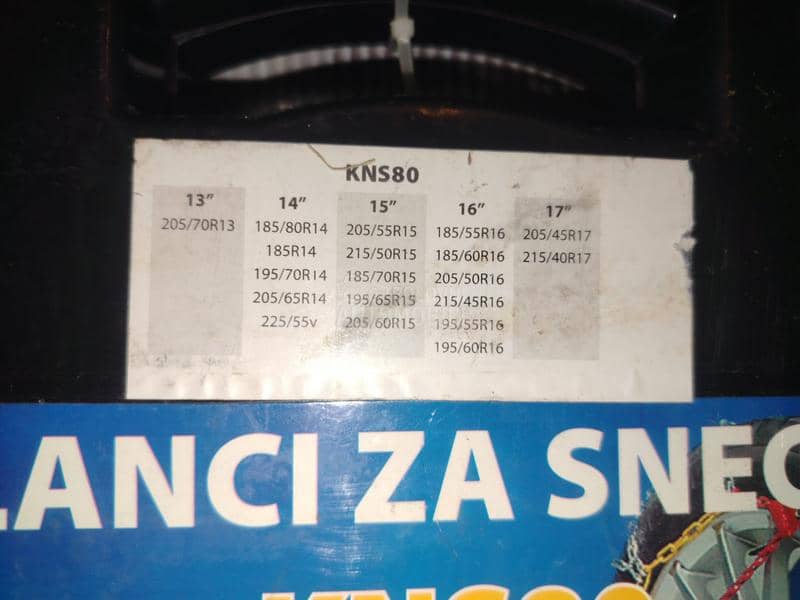 KNS80
13" 14" 15" 16" 17"
205/70R13 185/80R14 205/55R15 185/55R16 205/45R17
185R14 215/50R15 185/60R16 215/40R17
195/70R14 185/70R15 205/50R16
205/65R14 195/65R15 215/45R16
225/55v 205/60R15 195/55R16
195/60R16
LANCI ZA SNEG